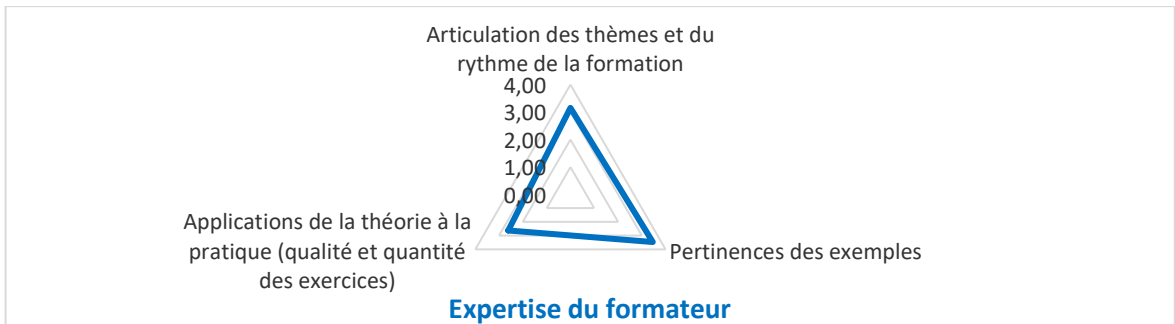 Articulation des thèmes et du
rythme de la formation
4,00
3,00
2,00
1,00
0,00
Applications de la théorie à la
pratique (qualité et quantité
des exercices)
Pertinences des exemples
Expertise du formateur